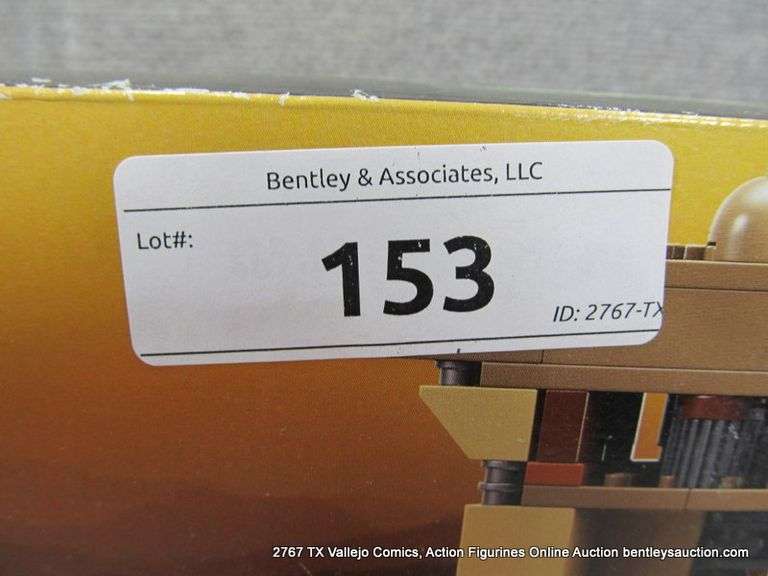 Bentley & Associates, LLC
Lot#:
153
ID: 2767-TX
2767 TX Vallejo Comics, Action Figurines Online Auction bentleysauction.com